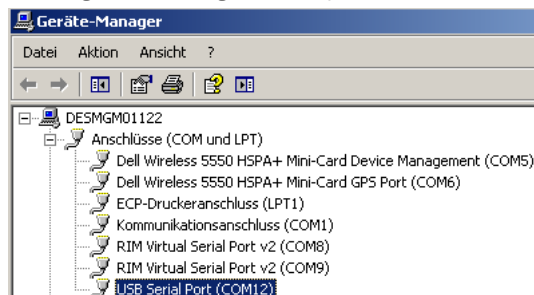 Geräte-Manager
Datei Aktion Ansicht ?
DESMGM01122
Anschlüsse (COM und LPT)
Dell Wireless 5550 HSPA+ Mini-Card Device Management (COM5)
Dell Wireless 5550 HSPA+ Mini-Card GPS Port (COM6)
ECP-Druckeranschluss (LPT1)
Kommunikationsanschluss (COM1)
RIM Virtual Serial Port v2 (COM8)
RIM Virtual Serial Port v2 (COM9)
USB Serial Port (COM12)